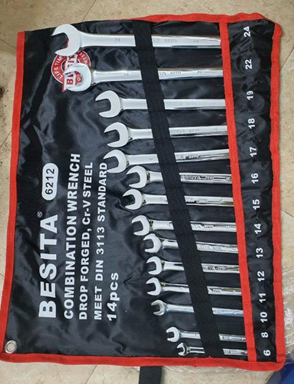 BESITA® 6212
COMBINATION WRENCH
DROP FORGED, Cr-V STEEL
MEET DIN 3113 STANDARD
14pcs
6 8 10 11 12 13 14 15 16 17 18 19 22 24